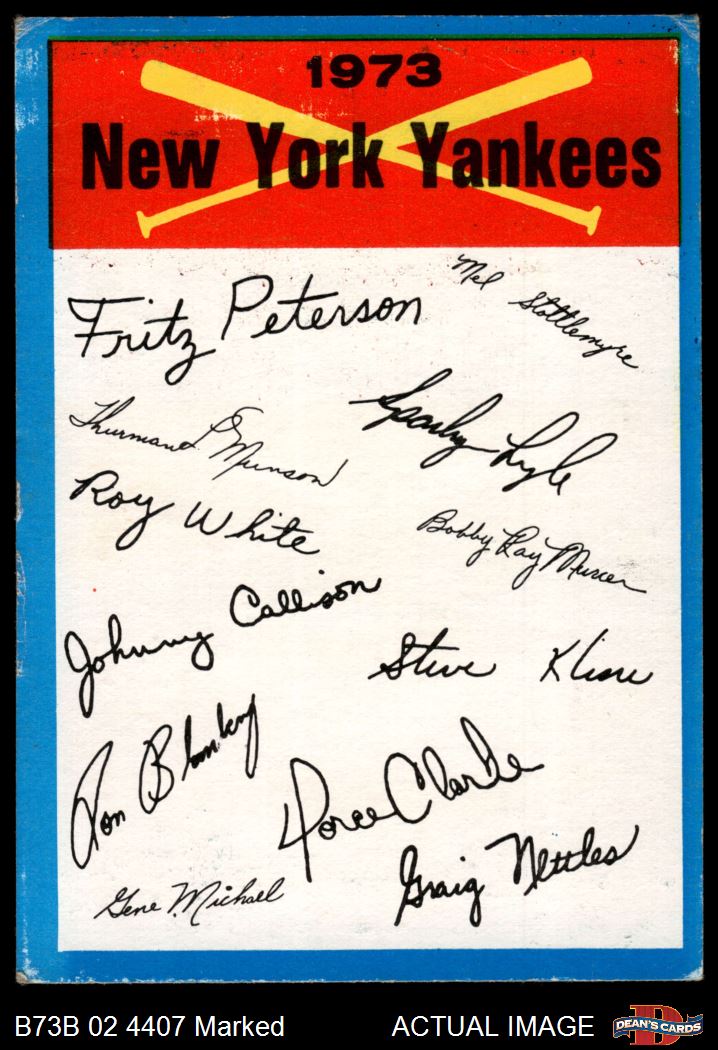 1973
New York Yankees
Fritz Peterson
Mel Stottlemyre
Sparky Lyle
Thurman L Munson
Roy White
Bobby Ray Murcer
Johnny Callison
Steve Kline
Ron Blomberg
Horace Clarke
Graig Nettles
Gene Michael
B73B 02 4407 Marked
ACTUAL IMAGE
D
DEAN'S CARDS